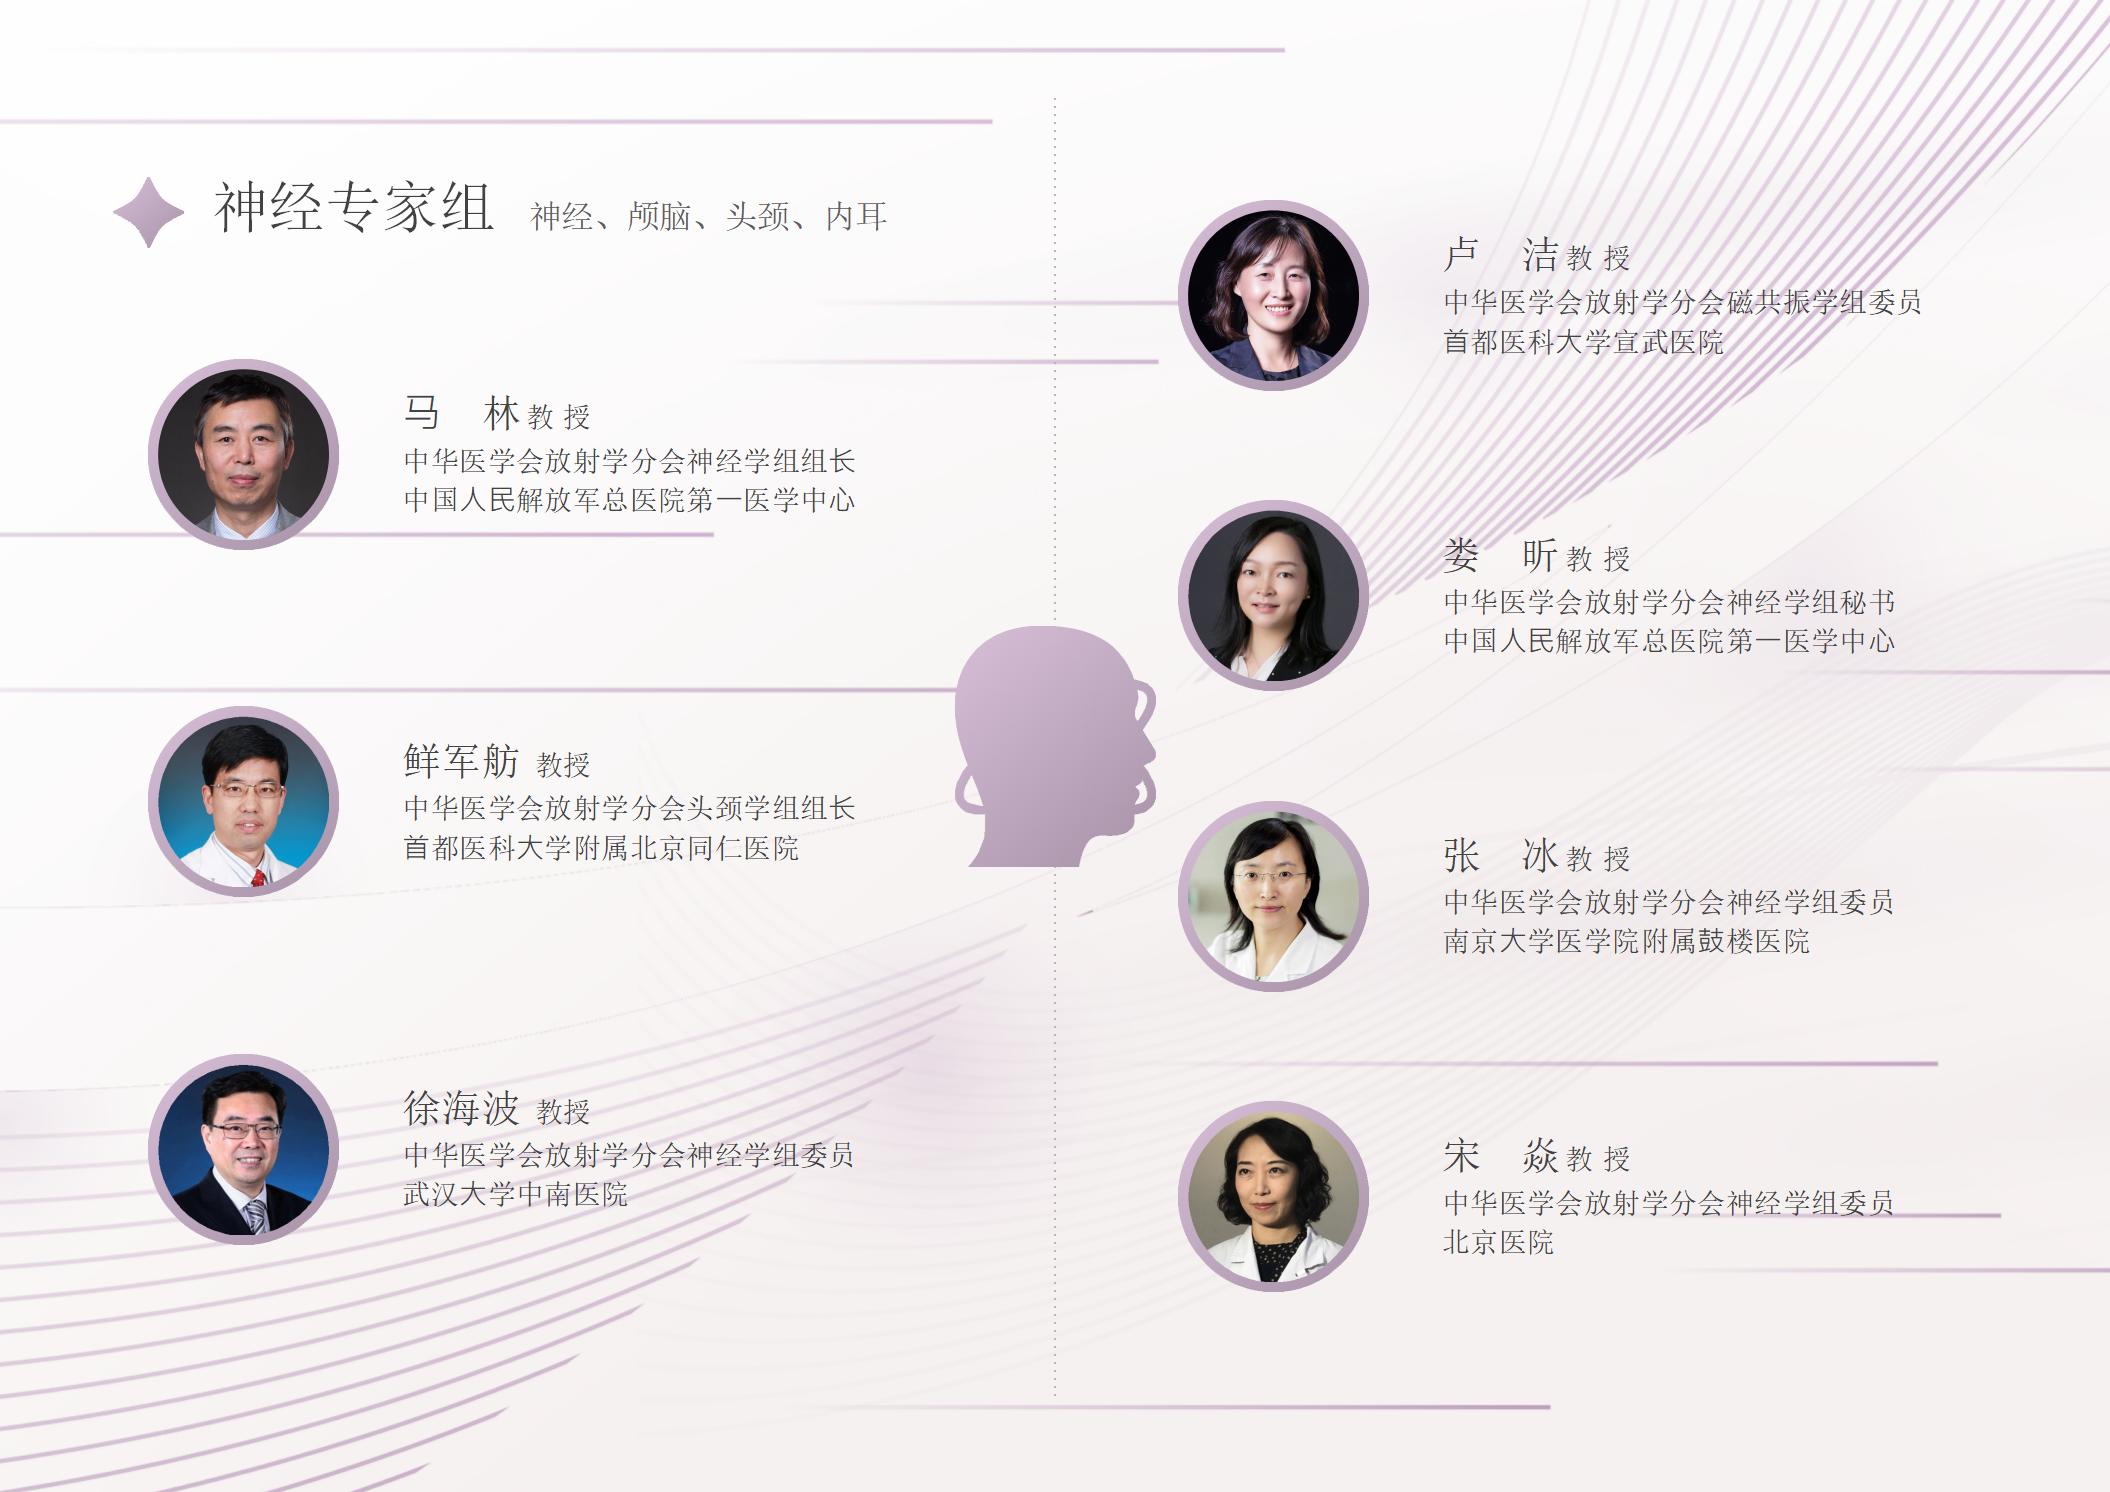 神经专家组 神经、颅脑、头颈、内耳
马 林 教 授
中华医学会放射学分会神经学组组长
中国人民解放军总医院第一医学中心
鲜军舫 教授
中华医学会放射学分会头颈学组组长
首都医科大学附属北京同仁医院
徐海波 教授
中华医学会放射学分会神经学组委员
武汉大学中南医院
卢 洁 教 授
中华医学会放射学分会磁共振学组委员
首都医科大学宣武医院
娄 昕 教 授
中华医学会放射学分会神经学组秘书
中国人民解放军总医院第一医学中心
张 冰 教 授
中华医学会放射学分会神经学组委员
南京大学医学院附属鼓楼医院
宋 焱 教 授
中华医学会放射学分会神经学组委员
北京医院